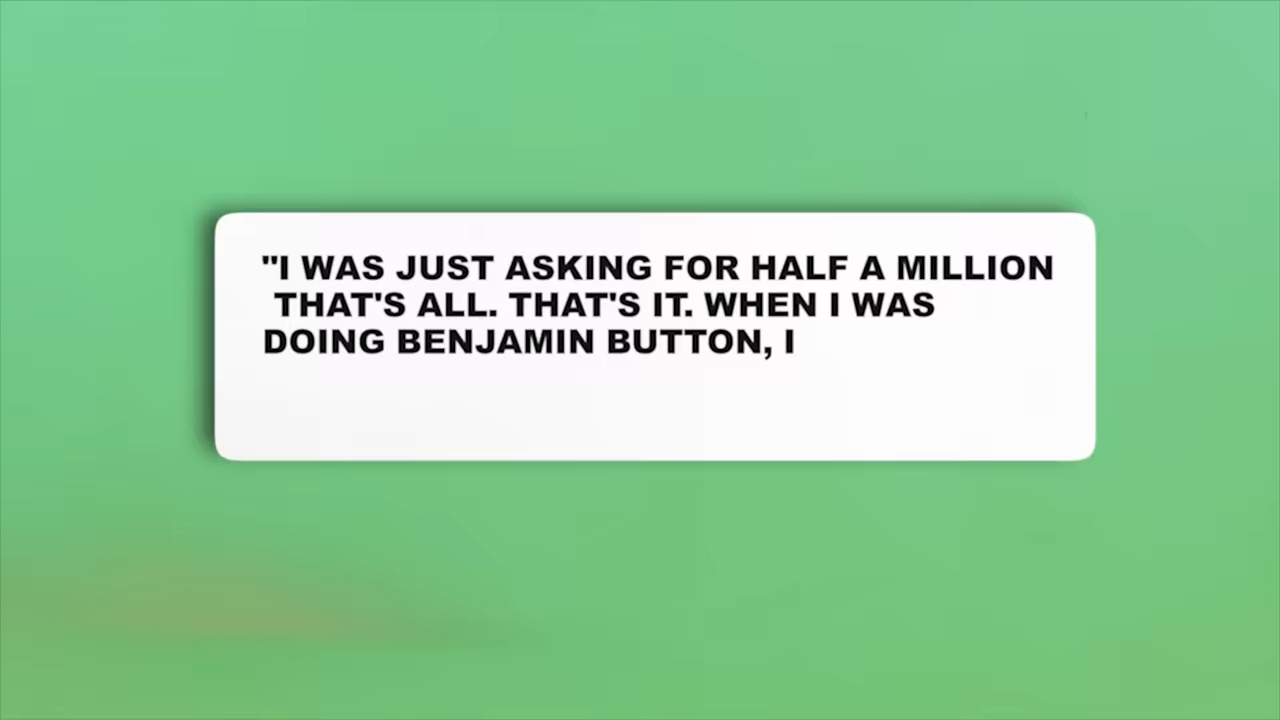 "I WAS JUST ASKING FOR HALF A MILLION
THAT'S ALL. THAT'S IT. WHEN I WAS
DOING BENJAMIN BUTTON, I